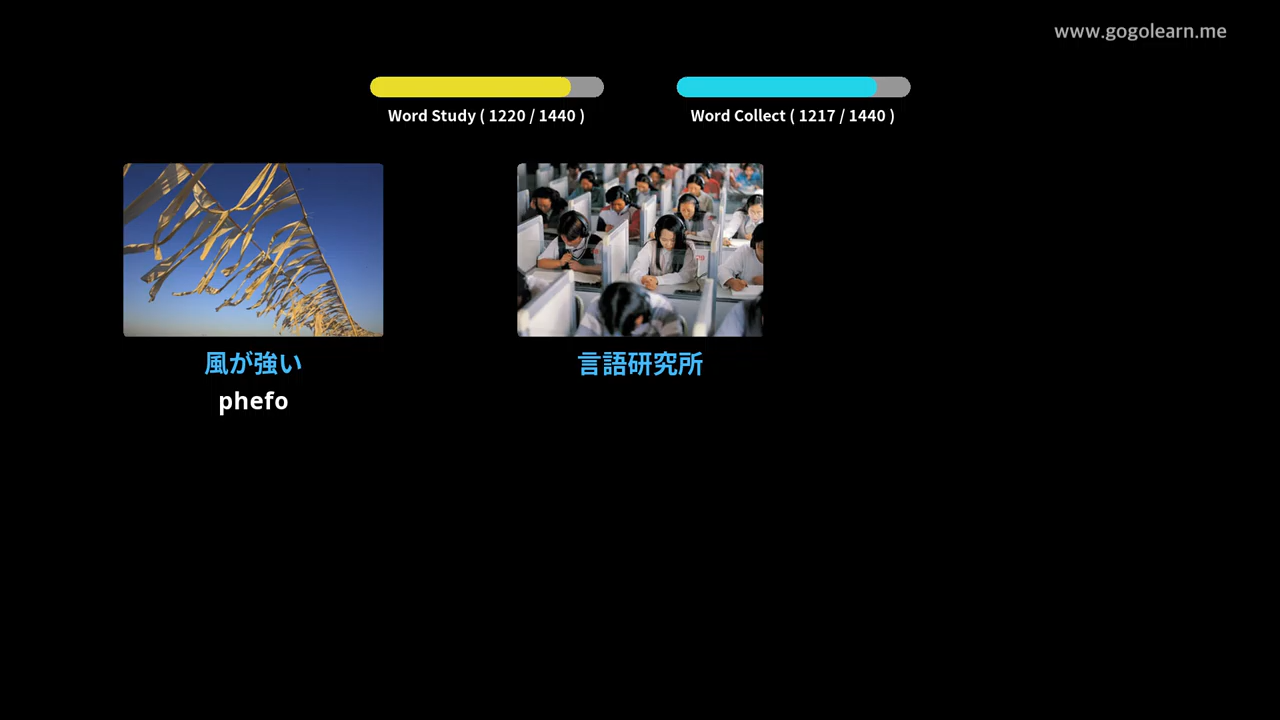 www.gogolearn.me
Word Study ( 1220 / 1440 )
Word Collect ( 1217 / 1440 )
風が強い
phefo
言語研究所